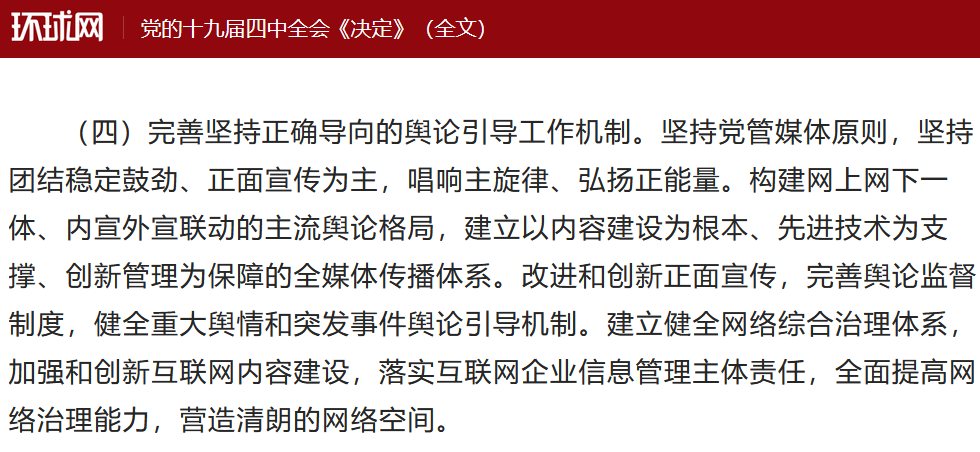 环球网 党的十九届四中全会《决定》（全文）
（四）完善坚持正确导向的舆论引导工作机制。坚持党管媒体原则，坚持
团结稳定鼓劲、正面宣传为主，唱响主旋律、弘扬正能量。构建网上网下一
体、内宣外宣联动的主流舆论格局，建立以内容建设为根本、先进技术为支
撑、创新管理为保障的全媒体传播体系。改进和创新正面宣传，完善舆论监督
制度，健全重大舆情和突发事件舆论引导机制。建立健全网络综合治理体系，
加强和创新互联网内容建设，落实互联网企业信息管理主体责任，全面提高网
络治理能力，营造清朗的网络空间。